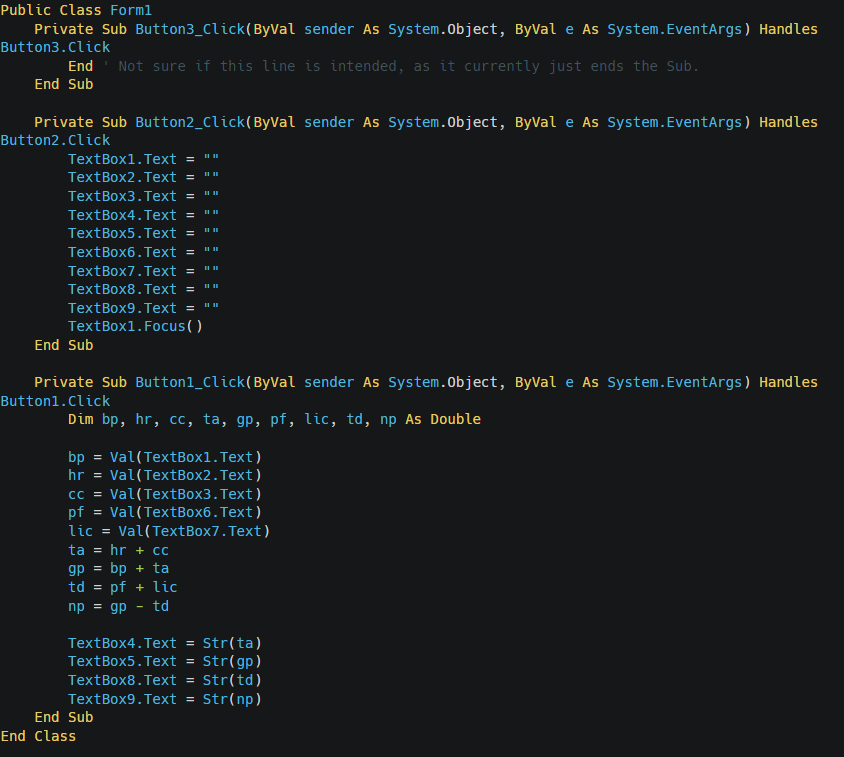 Public Class Form1
    Private Sub Button3_Click(ByVal sender As System.Object, ByVal e As System.EventArgs) Handles
Button3.Click
        End ' Not sure if this line is intended, as it currently just ends the Sub.
    End Sub

    Private Sub Button2_Click(ByVal sender As System.Object, ByVal e As System.EventArgs) Handles
Button2.Click
        TextBox1.Text = ""
        TextBox2.Text = ""
        TextBox3.Text = ""
        TextBox4.Text = ""
        TextBox5.Text = ""
        TextBox6.Text = ""
        TextBox7.Text = ""
        TextBox8.Text = ""
        TextBox9.Text = ""
        TextBox1.Focus()
    End Sub

    Private Sub Button1_Click(ByVal sender As System.Object, ByVal e As System.EventArgs) Handles
Button1.Click
        Dim bp, hr, cc, ta, gp, pf, lic, td, np As Double

        bp = Val(TextBox1.Text)
        hr = Val(TextBox2.Text)
        cc = Val(TextBox3.Text)
        pf = Val(TextBox6.Text)
        lic = Val(TextBox7.Text)
        ta = hr + cc
        gp = bp + ta
        td = pf + lic
        np = gp - td

        TextBox4.Text = Str(ta)
        TextBox5.Text = Str(gp)
        TextBox8.Text = Str(td)
        TextBox9.Text = Str(np)
    End Sub
End Class